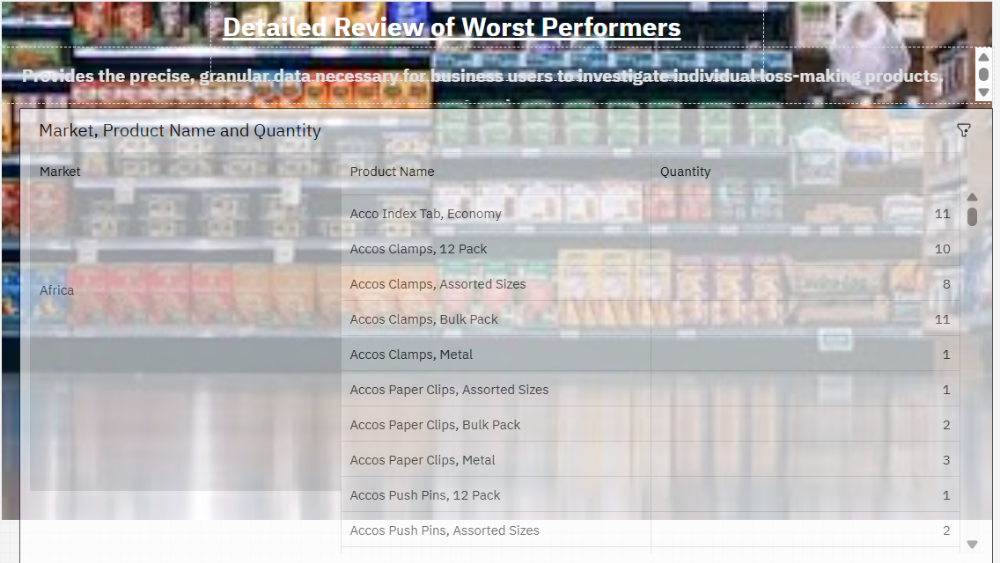 Detailed Review of Worst Performers
Provides the precise, granular data necessary for business users to investigate individual loss-making products.
Market, Product Name and Quantity
Market Product Name Quantity
Acco Index Tab, Economy 11
Accos Clamps, 12 Pack 10
Africa Accos Clamps, Assorted Sizes 8
Accos Clamps, Bulk Pack 11
Accos Clamps, Metal 1
Accos Paper Clips, Assorted Sizes 1
Accos Paper Clips, Bulk Pack 2
Accos Paper Clips, Metal 3
Accos Push Pins, 12 Pack 1
Accos Push Pins, Assorted Sizes 2